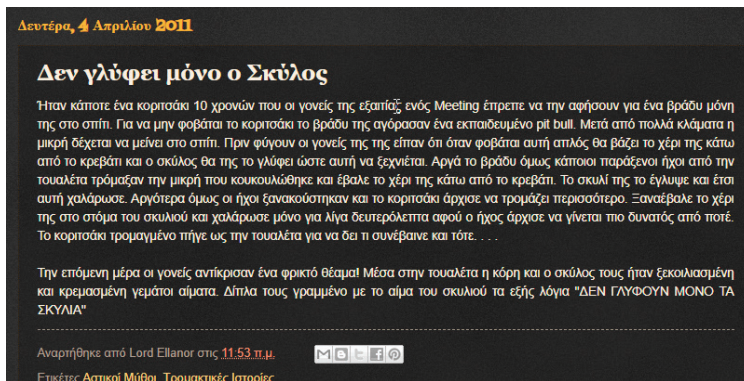 Δευτέρα, 4 Απριλίου 2011
Δεν γλύφει μόνο ο Σκύλος
Ήταν κάποτε ένα κοριτσάκι 10 χρονών που οι γονείς της εξαιτίας ενός Meeting έπρεπε να την αφήσουν για ένα βράδυ μόνη
της στο σπίτι. Για να μην φοβάται το κοριτσάκι το βράδυ της αγόρασαν ένα εκπαιδευμένο pit bull. Μετά από πολλά κλάματα η
μικρή δέχεται να μείνει στο σπίτι. Πριν φύγουν οι γονείς της της είπαν ότι όταν φοβάται αυτή απλός θα βάζει το χέρι της κάτω
από το κρεβάτι και ο σκύλος θα της το γλύφει ώστε αυτή να ξεχνιέται. Αργά το βράδυ όμως κάποιοι παράξενοι ήχοι από την
τουαλέτα τρόμαξαν την μικρή που κουκουλώθηκε και έβαλε το χέρι της κάτω από το κρεβάτι. Το σκυλί της το έγλυψε και έτσι
αυτή χαλάρωσε. Αργότερα όμως οι ήχοι ξανακούστηκαν και το κοριτσάκι άρχισε να τρομάζει περισσότερο. Ξαναέβαλε το χέρι
της στο στόμα του σκυλιού και χαλάρωσε μόνο για λίγα δευτερόλεπτα αφού ο ήχος άρχισε να γίνεται πιο δυνατός από ποτέ.
Το κοριτσάκι τρομαγμένο πήγε ως την τουαλέτα για να δει τι συνέβαινε και τότε. . . .
Την επόμενη μέρα οι γονείς αντίκρισαν ένα φρικτό θέαμα! Μέσα στην τουαλέτα η κόρη και ο σκύλος τους ήταν ξεκοιλιασμένη
και κρεμασμένη γεμάτοι αίματα. Δίπλα τους γραμμένο με το αίμα του σκυλιού τα εξής λόγια "ΔΕΝ ΓΛΥΦΟΥΝ ΜΟΝΟ ΤΑ
ΣΚΥΛΙΑ"
Αναρτήθηκε από Lord Ellanor στις 11:53 π.μ.
Ετικέτες Αστικοί Μύθοι, Τρομακτικές Ιστορίες